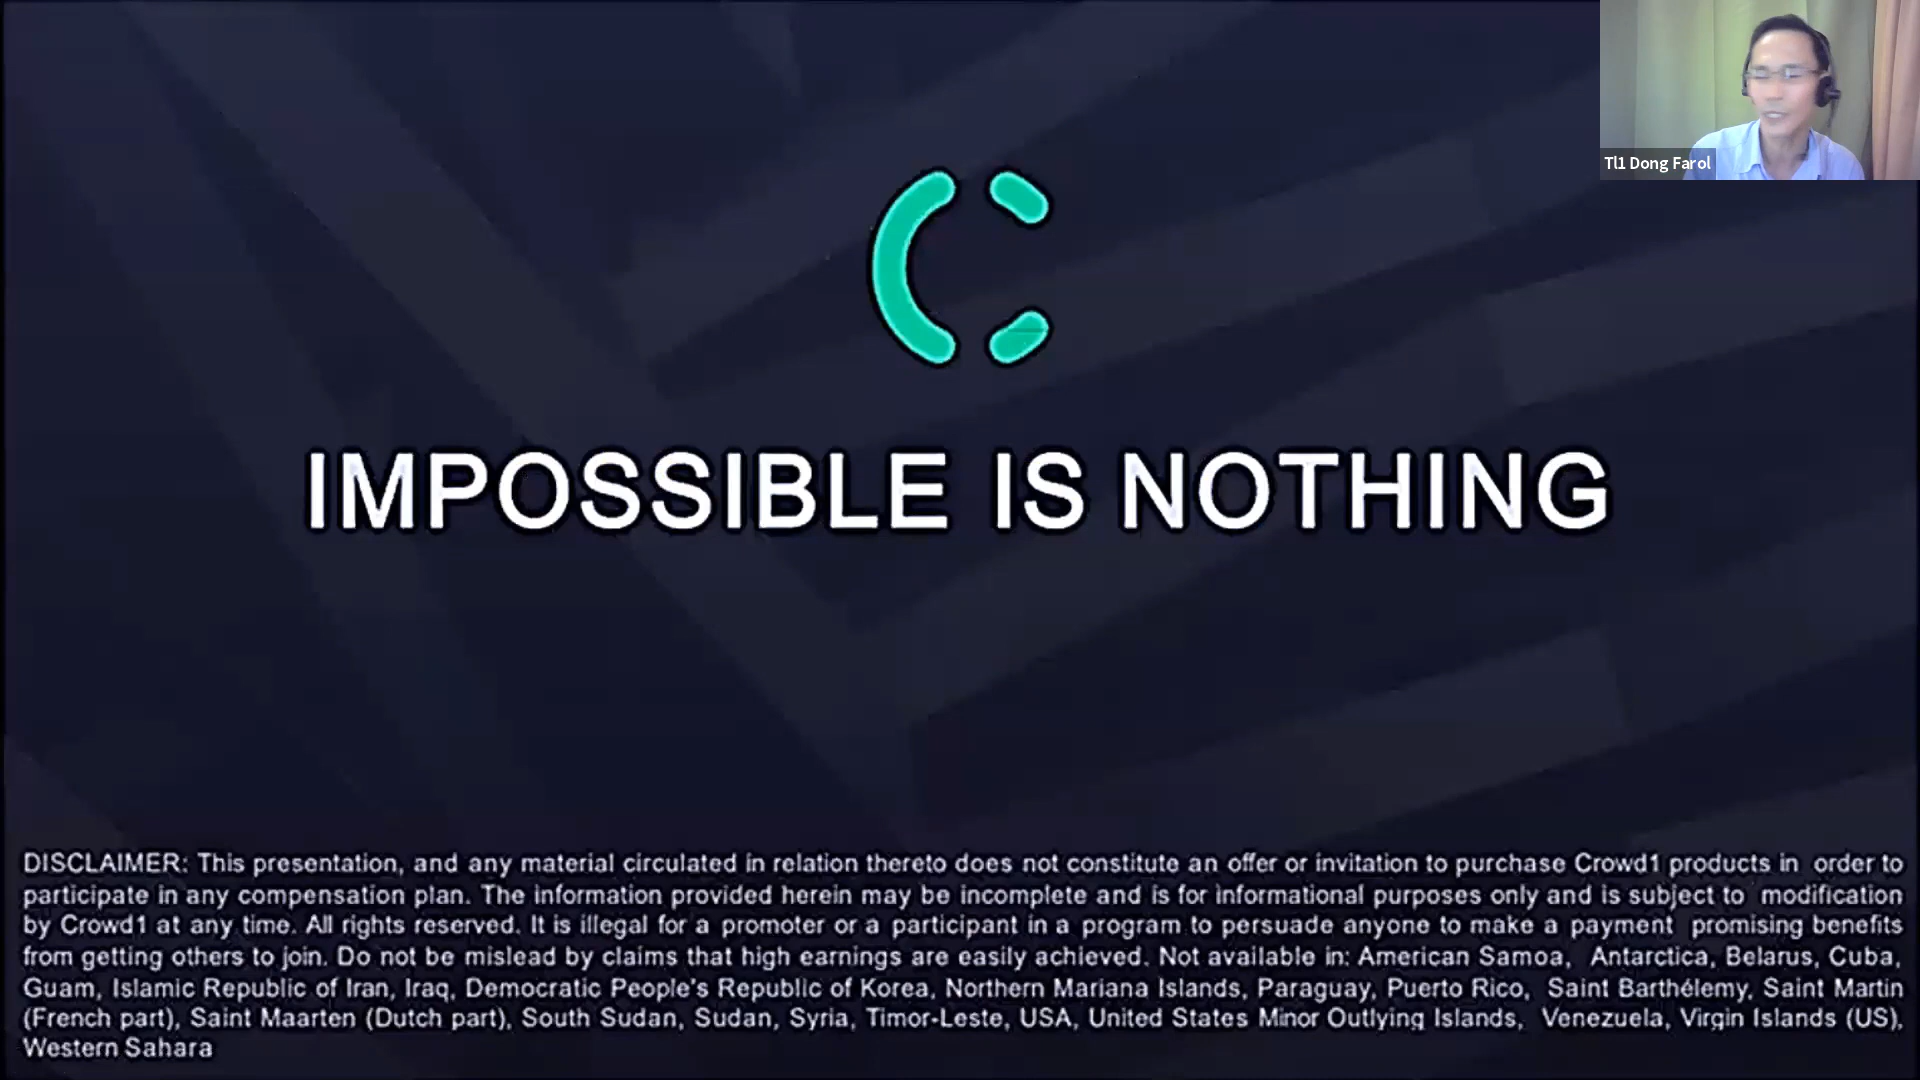 Tl1 Dong Farol
IMPOSSIBLE IS NOTHING
DISCLAIMER: This presentation, and any material circulated in relation thereto does not constitute an offer or invitation to purchase Crowd1 products in order to
participate in any compensation plan. The information provided herein may be incomplete and is for informational purposes only and is subject to modification
by Crowd1 at any time. All rights reserved. It is illegal for a promoter or a participant in a program to persuade anyone to make a payment promising benefits
from getting others to join. Do not be mislead by claims that high earnings are easily achieved. Not available in: American Samoa, Antarctica, Belarus, Cuba,
Guam, Islamic Republic of Iran, Iraq, Democratic People's Republic of Korea, Northern Mariana Islands, Paraguay, Puerto Rico, Saint Barthélemy, Saint Martin
(French part), Saint Maarten (Dutch part), South Sudan, Sudan, Syria, Timor-Leste, USA, United States Minor Outlying Islands, Venezuela, Virgin Islands (US),
Western Sahara